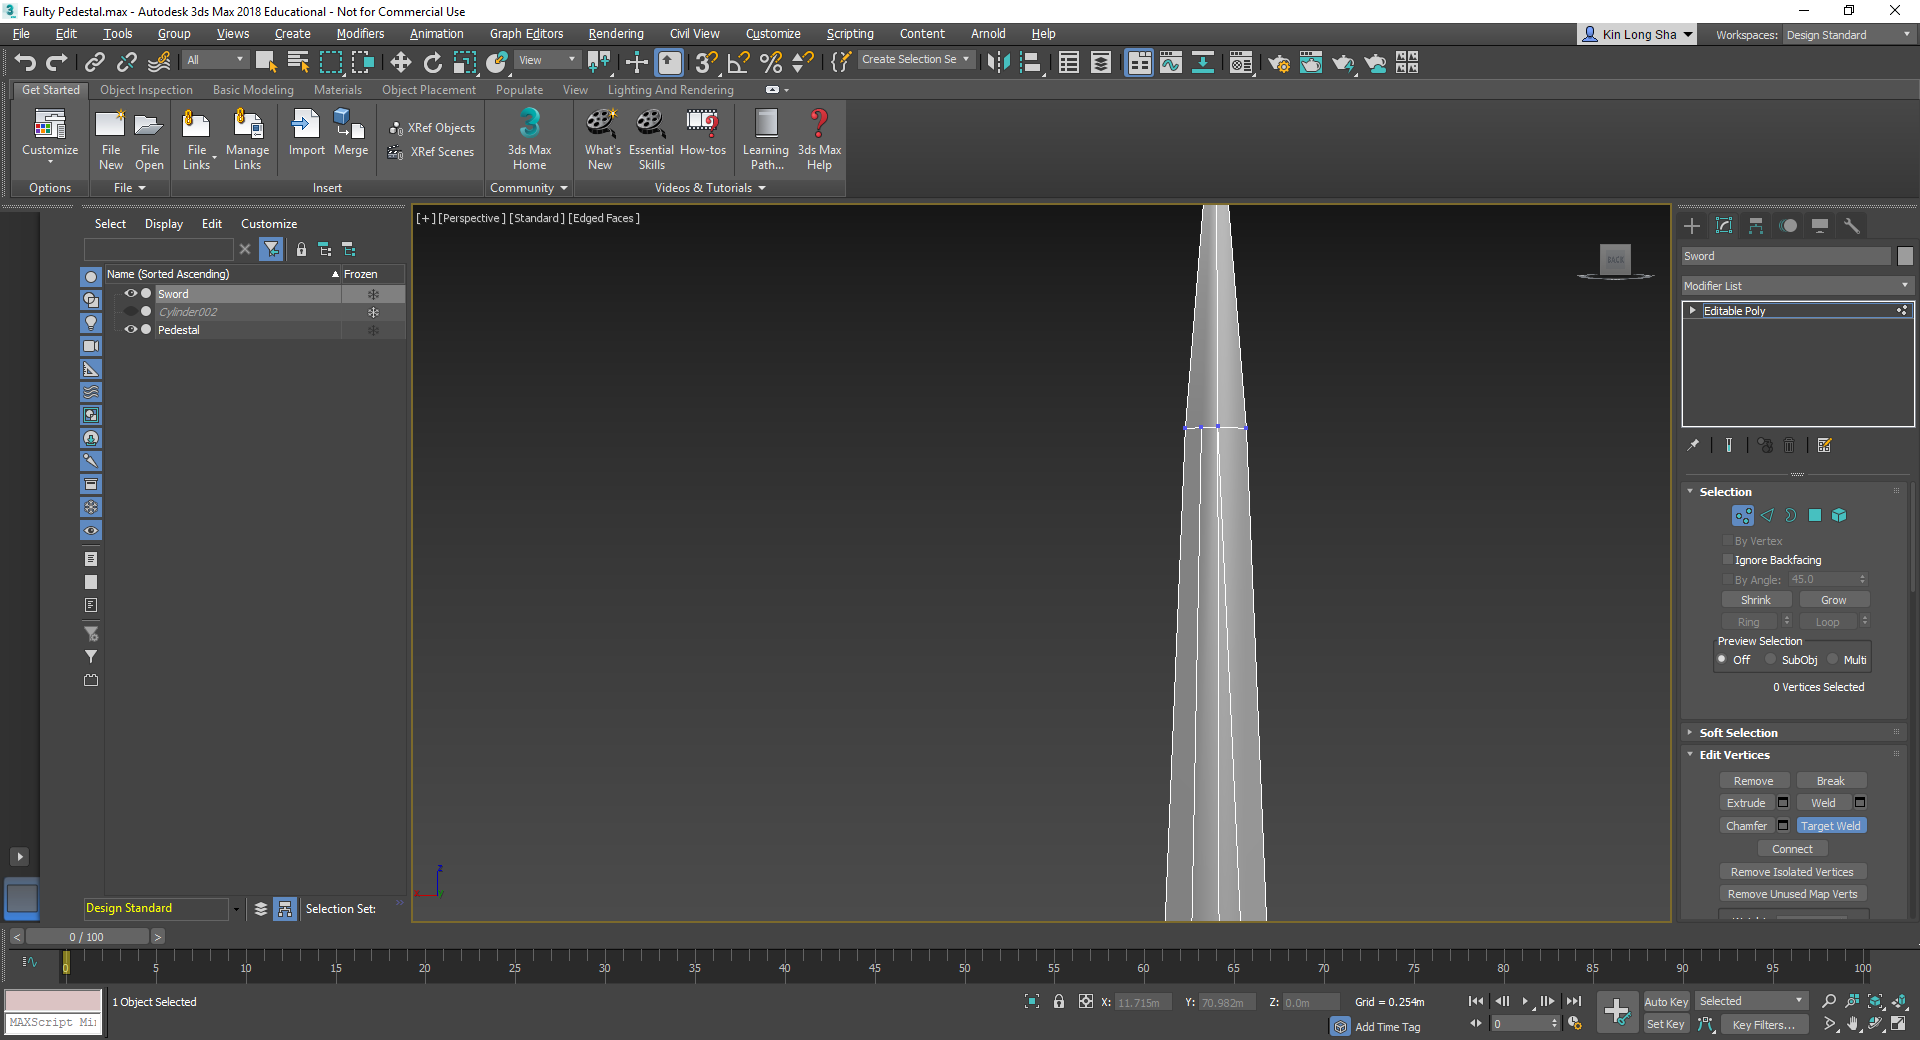 Faulty Pedestal.max - Autodesk 3ds Max 2018 Educational - Not for Commercial Use
File Edit Tools Group Views Create Modifiers Animation Graph Editors Rendering Civil View Customize Scripting Content Arnold Help
Kin Long Sha
Workspaces: Design Standard
All
View
Create Selection Se
Get Started Object Inspection Basic Modeling Materials Object Placement Populate View Lighting And Rendering
Customize
File New
File Open
File Links
Manage Links
Import
Merge
XRef Objects
XRef Scenes
3ds Max Home
What's New
Essential Skills
How-tos
Learning Path...
3ds Max Help
Options File Insert Community Videos & Tutorials
Select Display Edit Customize
Name (Sorted Ascending) Frozen
Sword
Cylinder002
Pedestal
Design Standard
Selection Set:
[+] [Perspective] [Standard] [Edged Faces]
BACK
z
x
y
Sword
Modifier List
Editable Poly
Selection
By Vertex
Ignore Backfacing
By Angle: 45.0
Shrink Grow
Ring Loop
Preview Selection
Off SubObj Multi
0 Vertices Selected
Soft Selection
Edit Vertices
Remove Break
Extrude Weld
Chamfer Target Weld
Connect
Remove Isolated Vertices
Remove Unused Map Verts
< 0 / 100 >
0 5 10 15 20 25 30 35 40 45 50 55 60 65 70 75 80 85 90 95 100
1 Object Selected
MAXScript Mi
X: 11.715m Y: 70.982m Z: 0.0m Grid = 0.254m
Add Time Tag
0
Auto Key Selected
Set Key Key Filters...